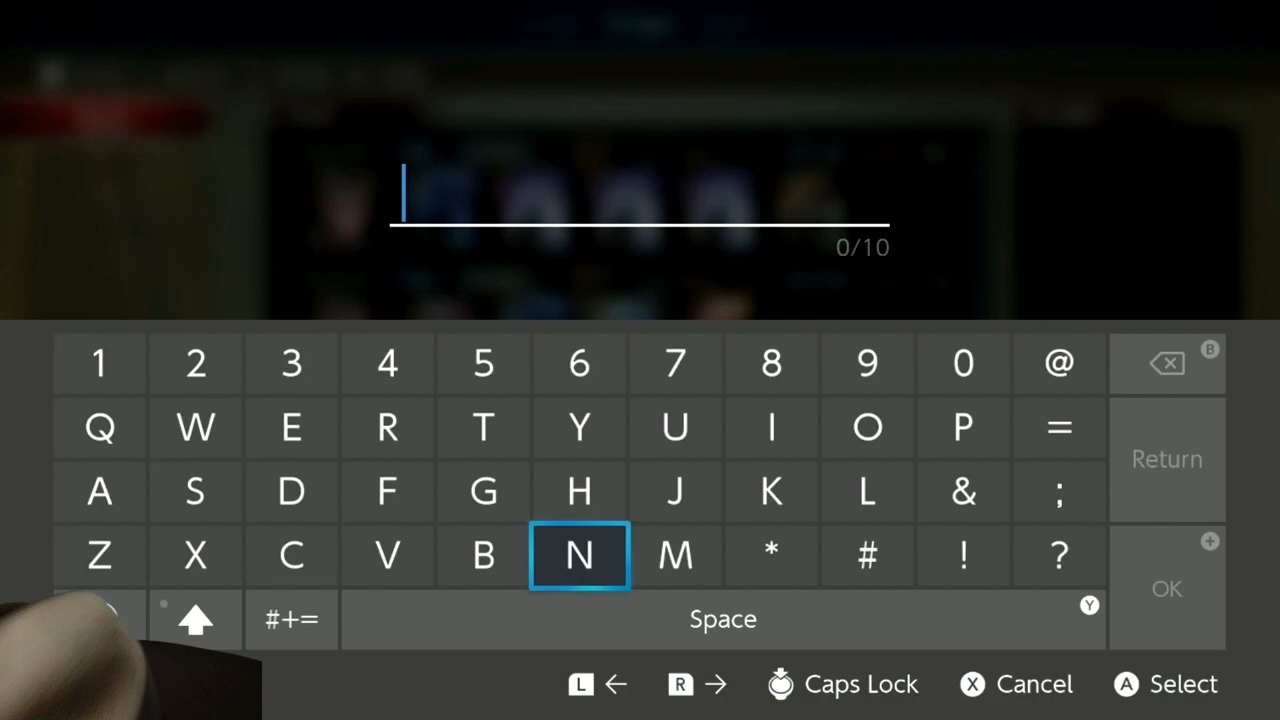 0/10
1 2 3 4 5 6 7 8 9 0 @ B
Q W E R T Y U I O P =
Return
A S D F G H J K L & ;
Z X C V B N M * # ! ? +
OK
#+= Space Y
L ← R → Caps Lock X Cancel A Select